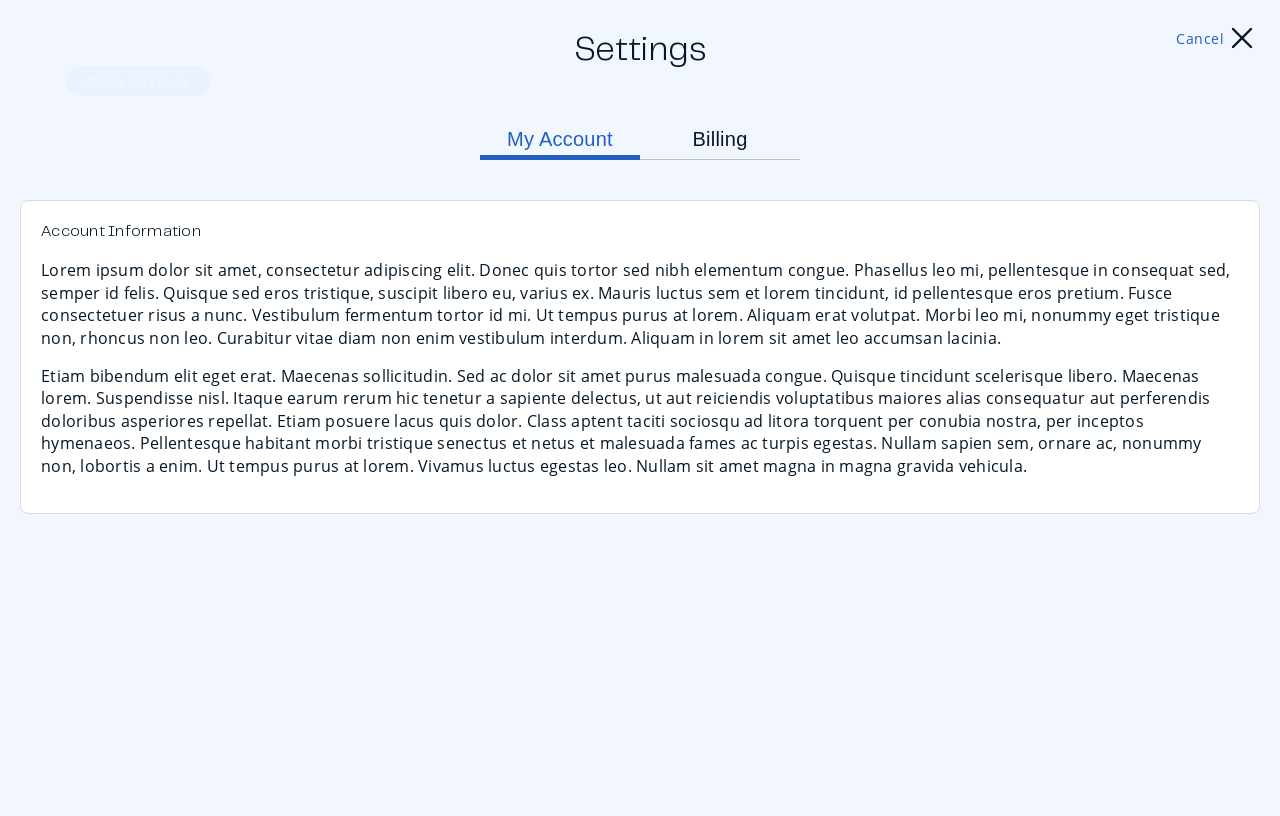 Settings
Cancel
OPEN OVERLAY
My Account
Billing
Account Information
Lorem ipsum dolor sit amet, consectetur adipiscing elit. Donec quis tortor sed nibh elementum congue. Phasellus leo mi, pellentesque in consequat sed,
semper id felis. Quisque sed eros tristique, suscipit libero eu, varius ex. Mauris luctus sem et lorem tincidunt, id pellentesque eros pretium. Fusce
consectetuer risus a nunc. Vestibulum fermentum tortor id mi. Ut tempus purus at lorem. Aliquam erat volutpat. Morbi leo mi, nonummy eget tristique
non, rhoncus non leo. Curabitur vitae diam non enim vestibulum interdum. Aliquam in lorem sit amet leo accumsan lacinia.
Etiam bibendum elit eget erat. Maecenas sollicitudin. Sed ac dolor sit amet purus malesuada congue. Quisque tincidunt scelerisque libero. Maecenas
lorem. Suspendisse nisl. Itaque earum rerum hic tenetur a sapiente delectus, ut aut reiciendis voluptatibus maiores alias consequatur aut perferendis
doloribus asperiores repellat. Etiam posuere lacus quis dolor. Class aptent taciti sociosqu ad litora torquent per conubia nostra, per inceptos
hymenaeos. Pellentesque habitant morbi tristique senectus et netus et malesuada fames ac turpis egestas. Nullam sapien sem, ornare ac, nonummy
non, lobortis a enim. Ut tempus purus at lorem. Vivamus luctus egestas leo. Nullam sit amet magna in magna gravida vehicula.